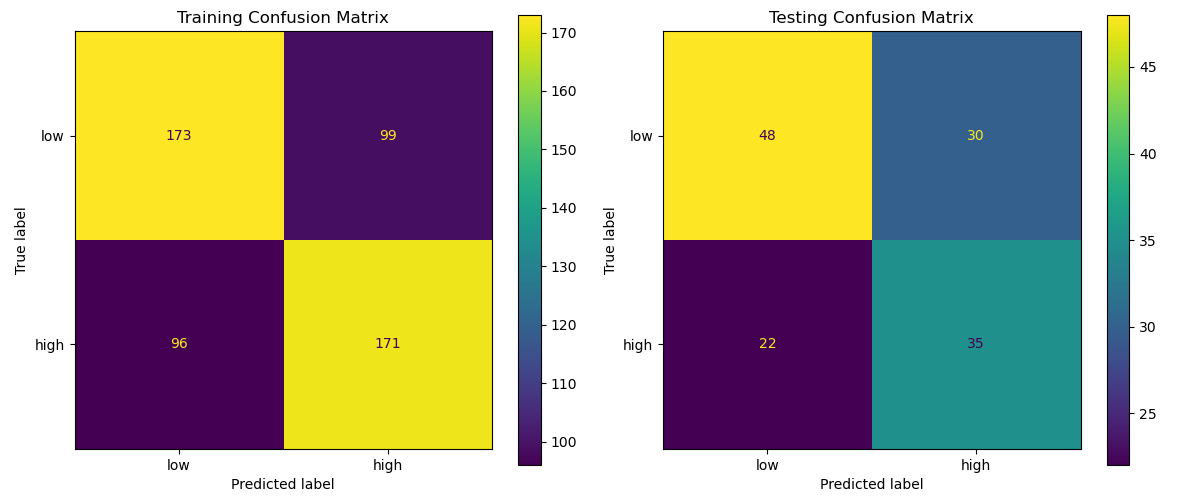 Training Confusion Matrix
True label
low
high
173
99
96
171
low
high
Predicted label
170
160
150
140
130
120
110
100
Testing Confusion Matrix
True label
low
high
48
30
22
35
low
high
Predicted label
45
40
35
30
25